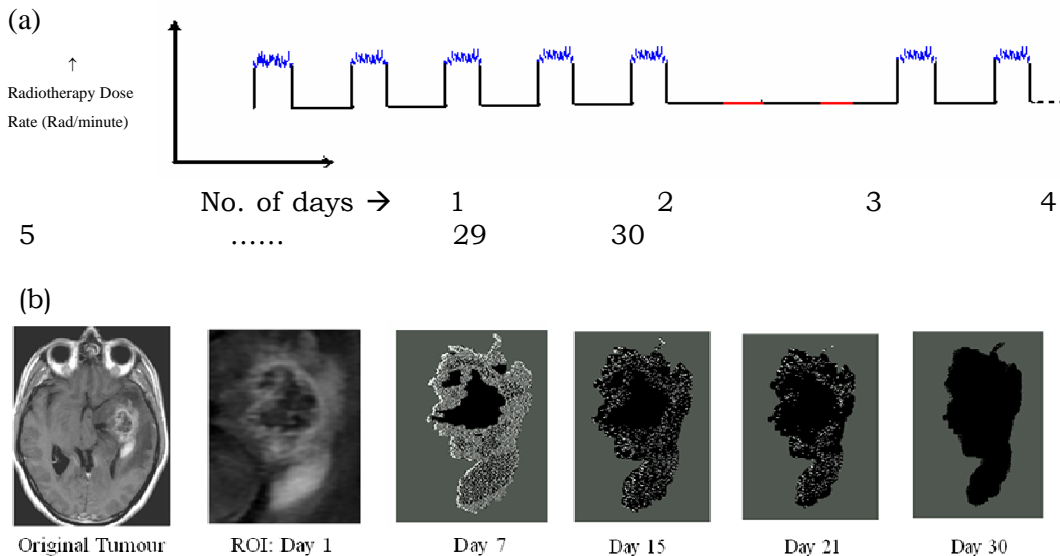 (a)
↑
Radiotherapy Dose
Rate (Rad/minute)
No. of days → 1 2 3 4
5 ...... 29 30
(b)
Original Tumour ROI: Day 1 Day 7 Day 15 Day 21 Day 30